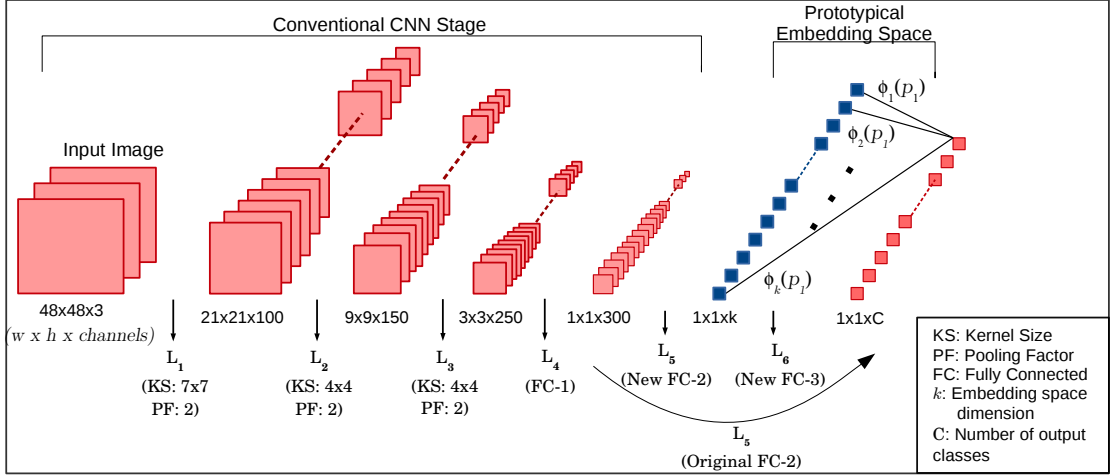 Conventional CNN Stage
Prototypical
Embedding Space
Input Image
ϕ₁(p₁)
ϕ₂(p₁)
ϕₖ(p₁)
48x48x3
(w x h x channels)
21x21x100
9x9x150
3x3x250
1x1x300
1x1xk
1x1xC
L₁
(KS: 7x7
PF: 2)
L₂
(KS: 4x4
PF: 2)
L₃
(KS: 4x4
PF: 2)
L₄
(FC-1)
L₅
(New FC-2)
L₆
(New FC-3)
L₅
(Original FC-2)
KS: Kernel Size
PF: Pooling Factor
FC: Fully Connected
k: Embedding space
dimension
C: Number of output
classes